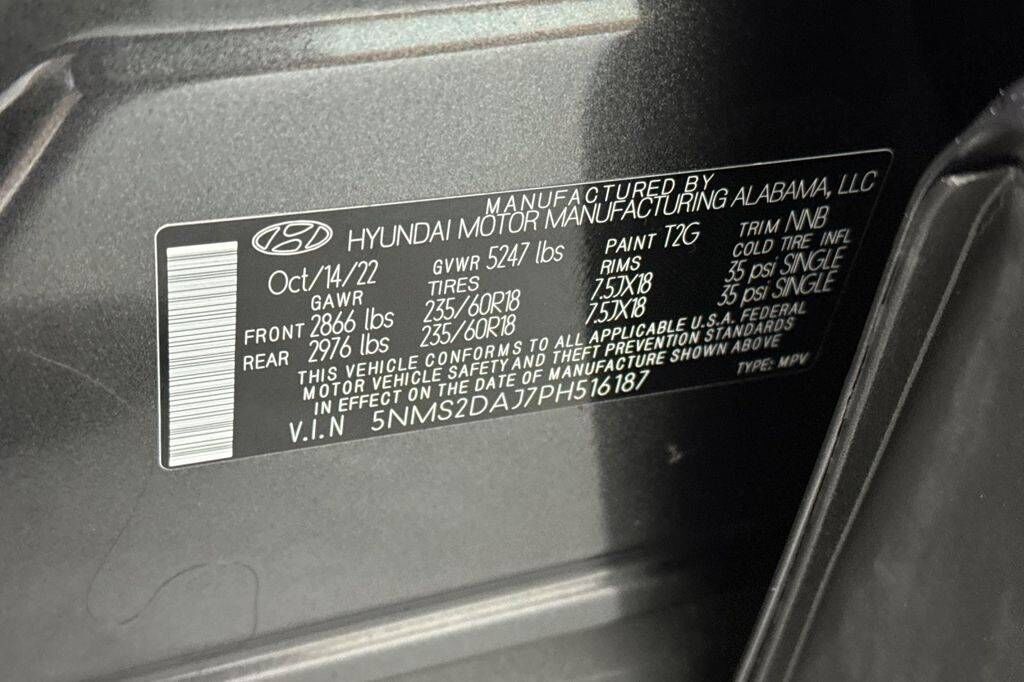 MANUFACTURED BY
HYUNDAI MOTOR MANUFACTURING ALABAMA, LLC
Oct/14/22 GVWR 5247 lbs PAINT T2G TRIM NNB
GAWR TIRES RIMS COLD TIRE INFL
FRONT 2866 lbs 235/60R18 7.5JX18 35 psi SINGLE
REAR 2976 lbs 235/60R18 7.5JX18 35 psi SINGLE
THIS VEHICLE CONFORMS TO ALL APPLICABLE U.S.A. FEDERAL
MOTOR VEHICLE SAFETY AND THEFT PREVENTION STANDARDS
IN EFFECT ON THE DATE OF MANUFACTURE SHOWN ABOVE
V.I.N 5NMS2DAJ7PH516187 TYPE: MPV